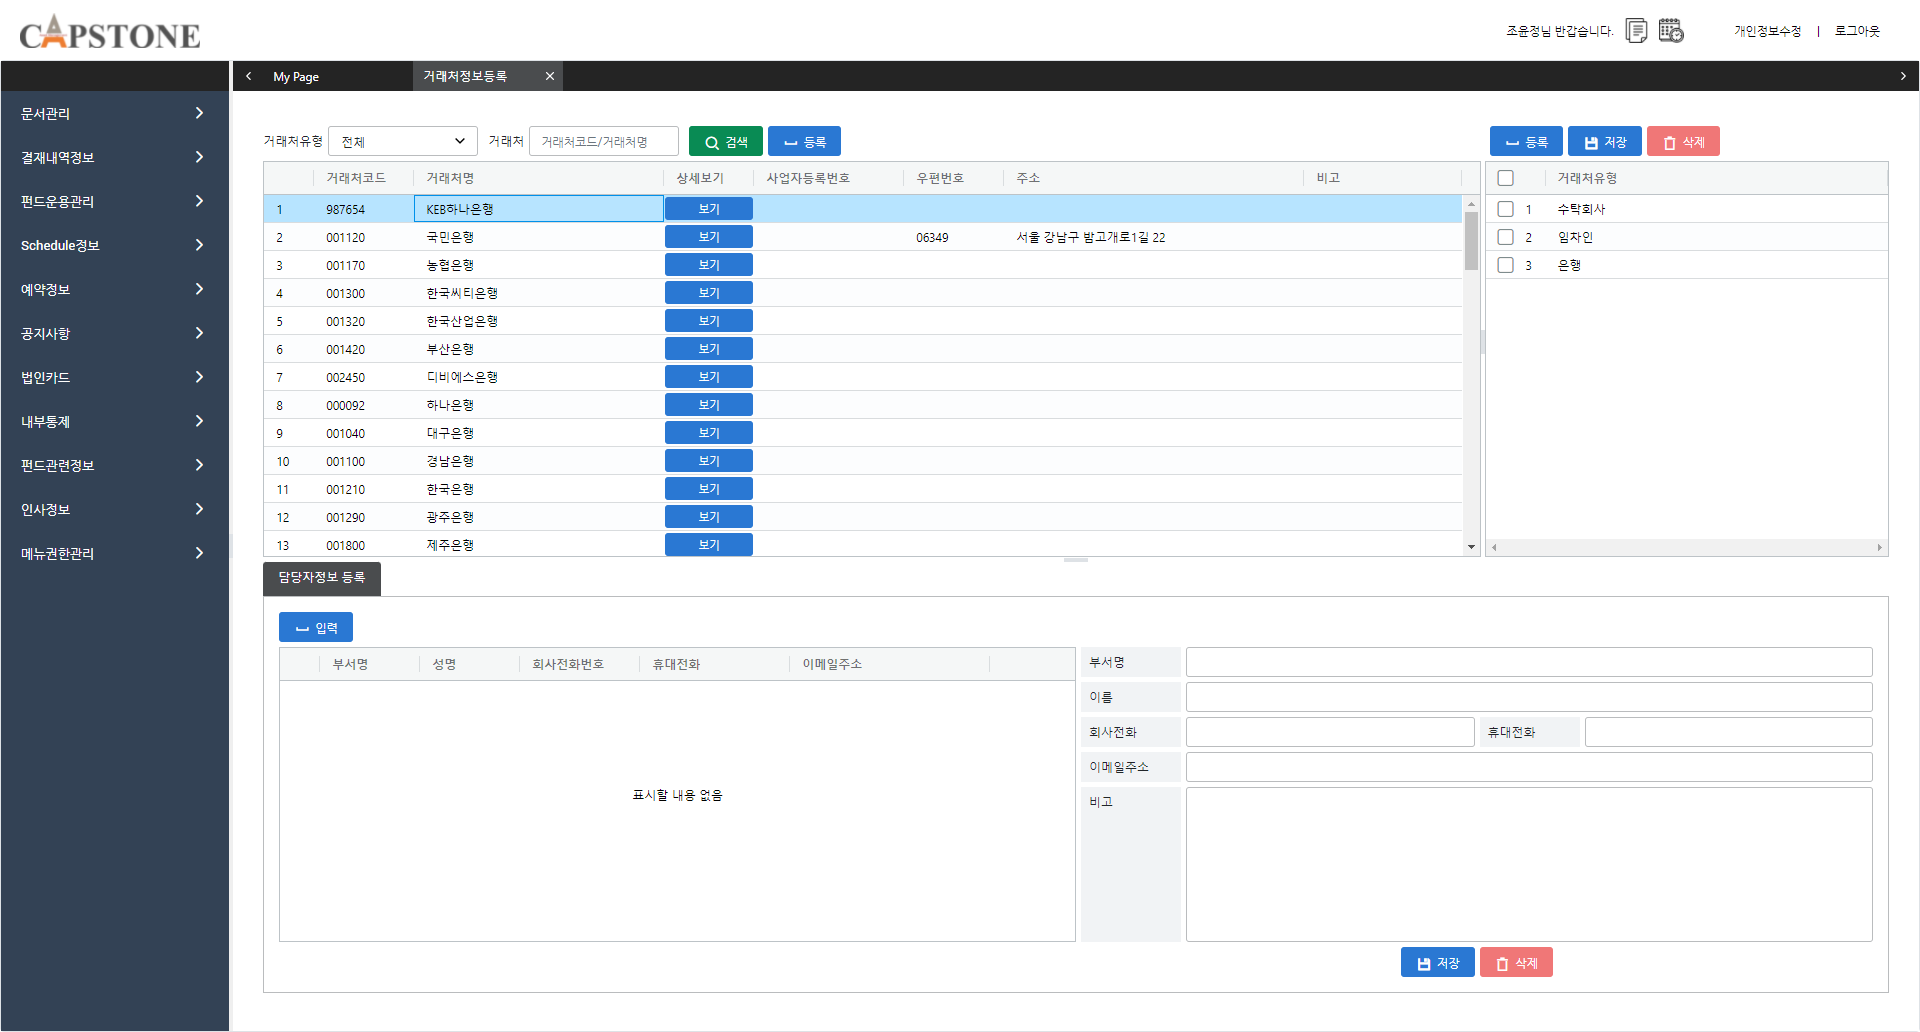 CAPSTONE
조윤정님 반갑습니다.
개인정보수정 | 로그아웃
My Page
거래처정보등록
문서관리
결재내역정보
펀드운용관리
Schedule정보
예약정보
공지사항
법인카드
내부통제
펀드관련정보
인사정보
메뉴권한관리
거래처유형 전체 거래처 거래처코드/거래처명 검색 등록
등록 저장 삭제
거래처코드 거래처명 상세보기 사업자등록번호 우편번호 주소 비고
1 987654 KEB하나은행 보기
2 001120 국민은행 보기 06349 서울 강남구 밤고개로1길 22
3 001170 농협은행 보기
4 001300 한국씨티은행 보기
5 001320 한국산업은행 보기
6 001420 부산은행 보기
7 002450 디비에스은행 보기
8 000092 하나은행 보기
9 001040 대구은행 보기
10 001100 경남은행 보기
11 001210 한국은행 보기
12 001290 광주은행 보기
13 001800 제주은행 보기
거래처유형
1 수탁회사
2 임차인
3 은행
담당자정보 등록
입력
부서명 성명 회사전화번호 휴대전화 이메일주소
표시할 내용 없음
부서명
이름
회사전화 휴대전화
이메일주소
비고
저장 삭제